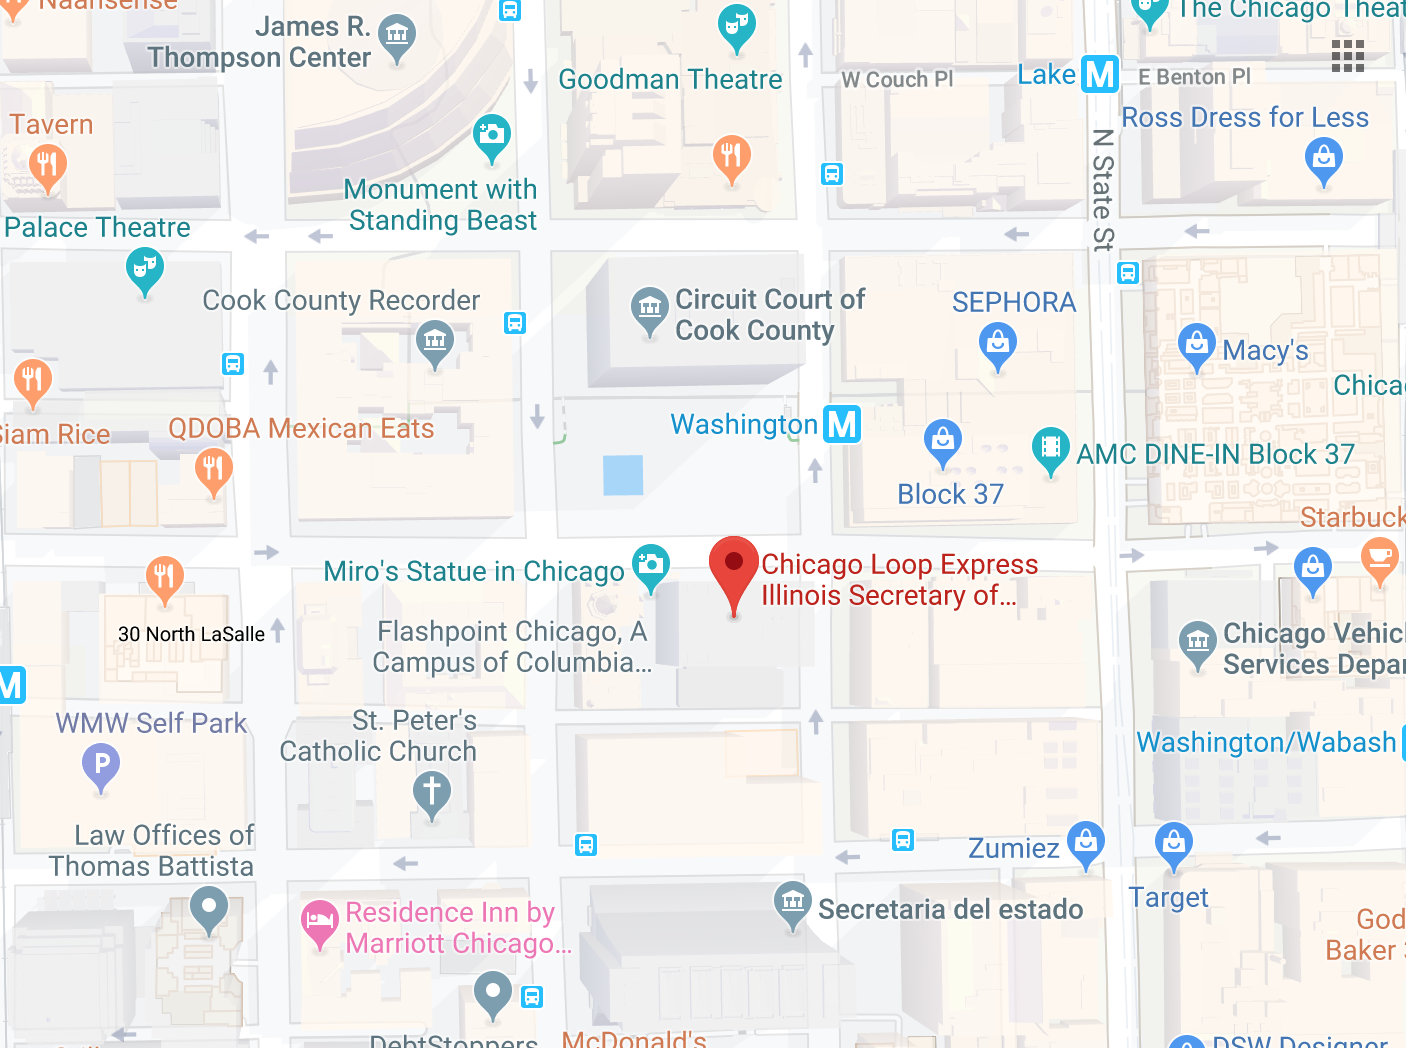 Naansense
James R.
Thompson Center
Goodman Theatre
The Chicago Theat
W Couch Pl
Lake
E Benton Pl
Ross Dress for Less
Tavern
N State St
Monument with
Standing Beast
Palace Theatre
Cook County Recorder
Circuit Court of
Cook County
SEPHORA
Macy's
Chica
Siam Rice
QDOBA Mexican Eats
Washington
AMC DINE-IN Block 37
Block 37
Starbuck
Miro's Statue in Chicago
Chicago Loop Express
Illinois Secretary of...
30 North LaSalle
Flashpoint Chicago, A
Campus of Columbia...
Chicago Vehic
Services Depar
WMW Self Park
P
St. Peter's
Catholic Church
Washington/Wabash
Law Offices of
Thomas Battista
Zumiez
Target
Residence Inn by
Marriott Chicago...
Secretaria del estado
God
Baker
DebtStoppers
McDonald's
DSW Designer